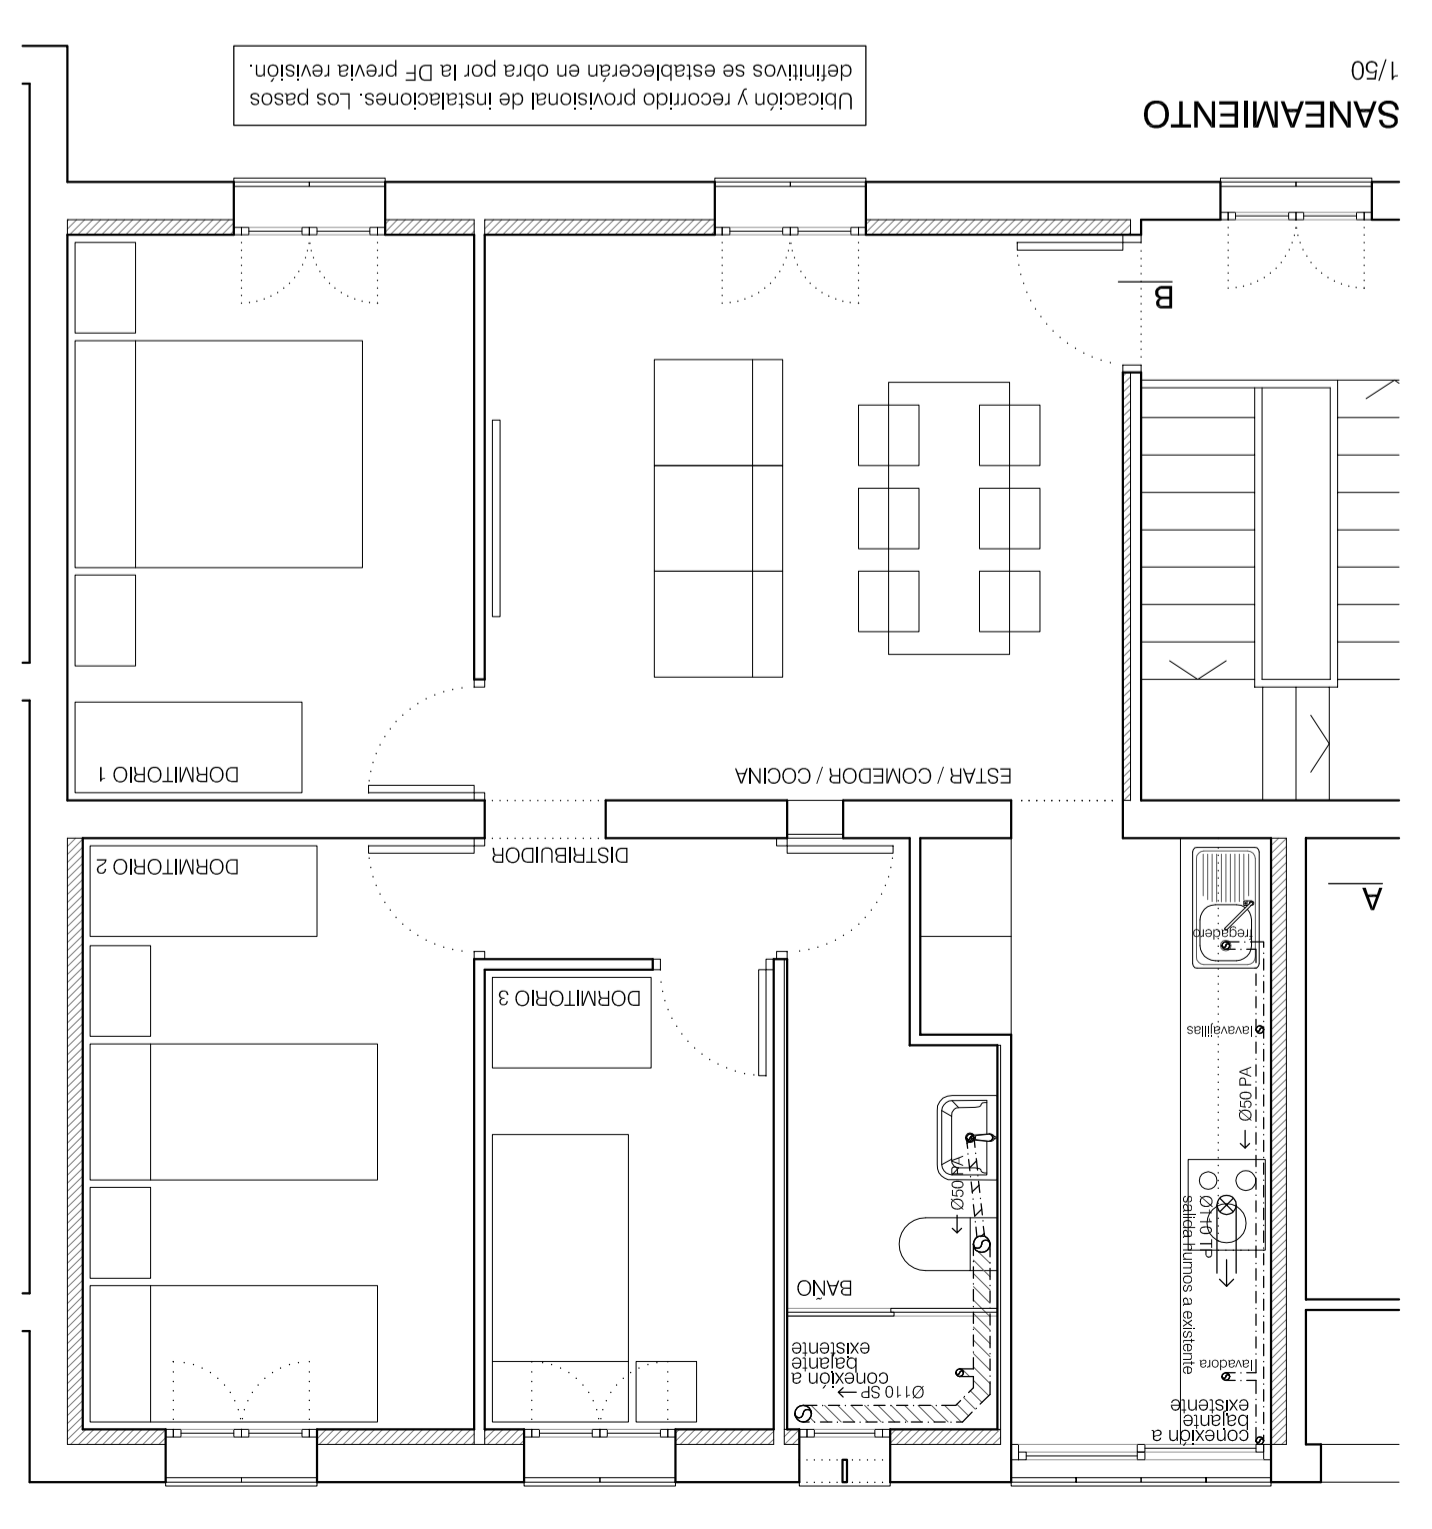 conexión a
bajante
existente
lavadora
Ø110 SP
conexión a
bajante
existente
salida humos a existente
Ø110 TP
BAÑO
Ø50 PA
Ø50 PA
lavavajillas
fregadero
DORMITORIO 3
A
DISTRIBUIDOR
DORMITORIO 2
ESTAR / COMEDOR / COCINA
DORMITORIO 1
B
SANEAMIENTO
1/50
Ubicación y recorrido provisional de instalaciones. Los pasos
definitivos se establecerán en obra por la DF previa revisión.